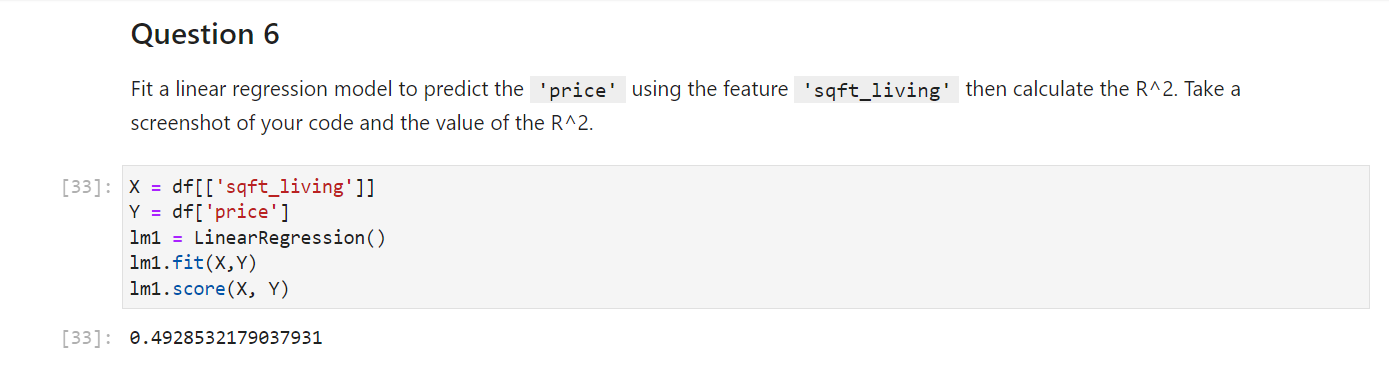 Question 6
Fit a linear regression model to predict the 'price' using the feature 'sqft_living' then calculate the R^2. Take a
screenshot of your code and the value of the R^2.
[33]: X = df[['sqft_living']]
Y = df['price']
lm1 = LinearRegression()
lm1.fit(X,Y)
lm1.score(X, Y)
[33]: 0.4928532179037931